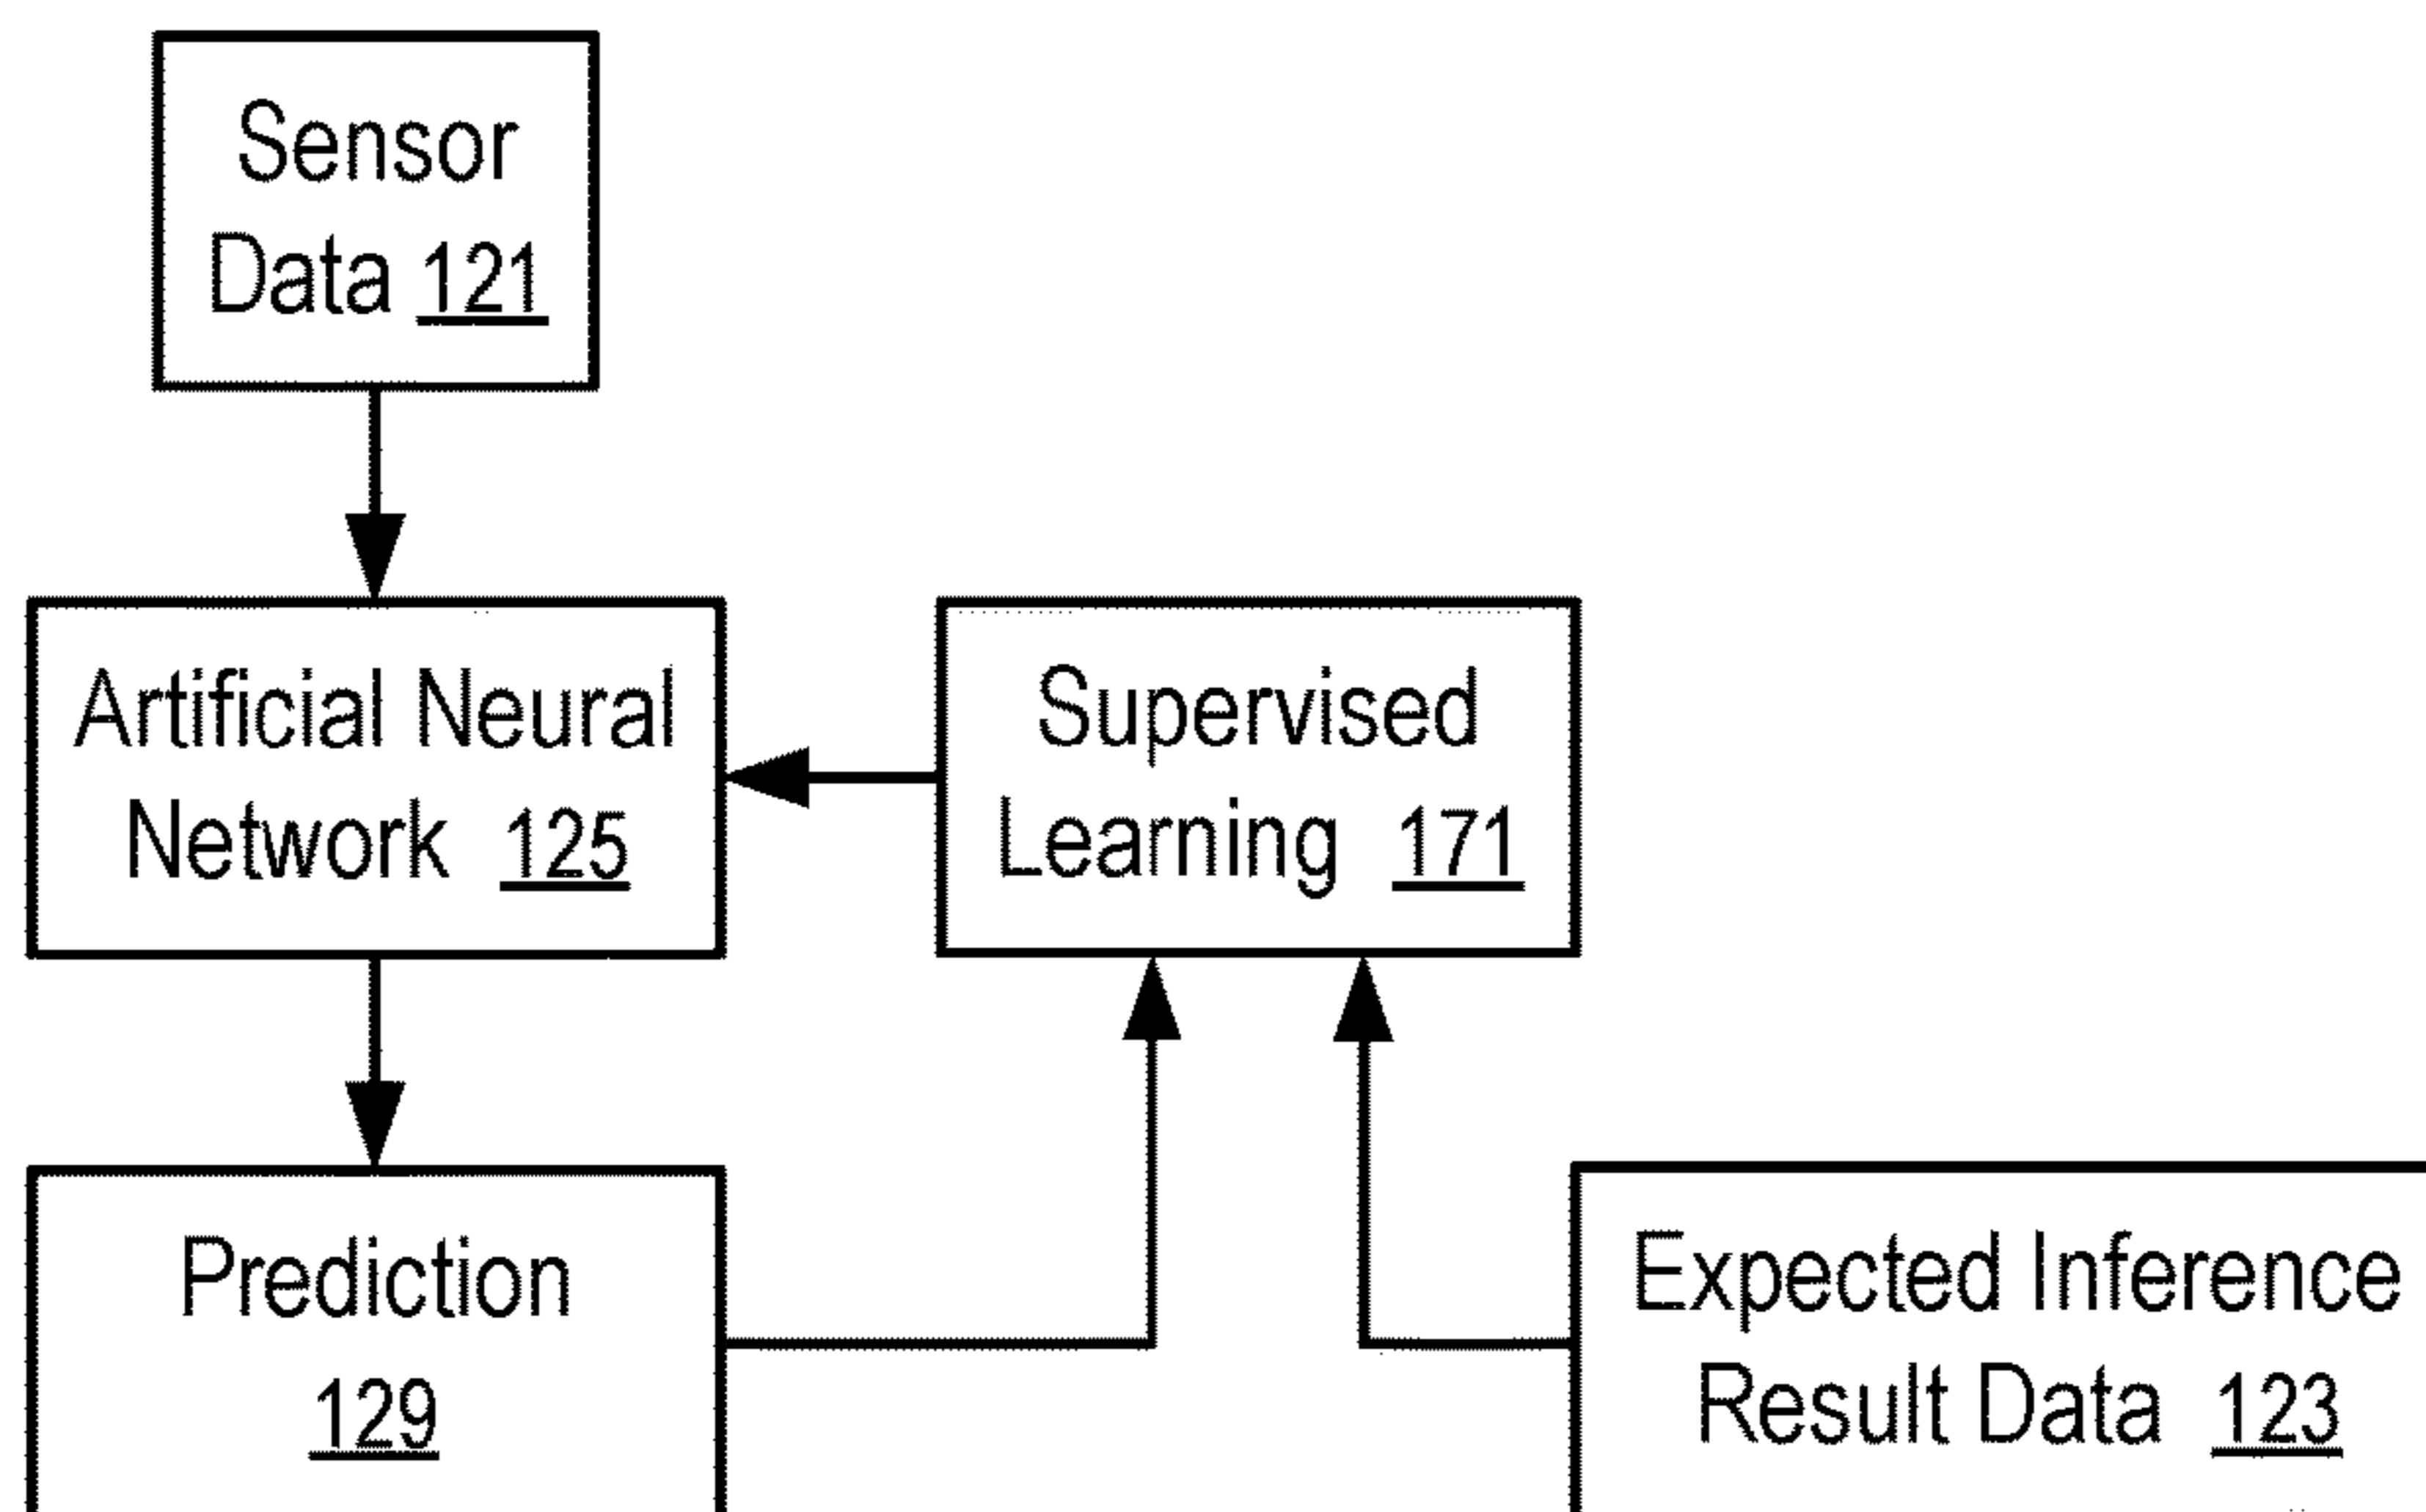 Sensor
Data 121
Artificial Neural
Network 125
Supervised
Learning 171
Prediction
129
Expected Inference
Result Data 123